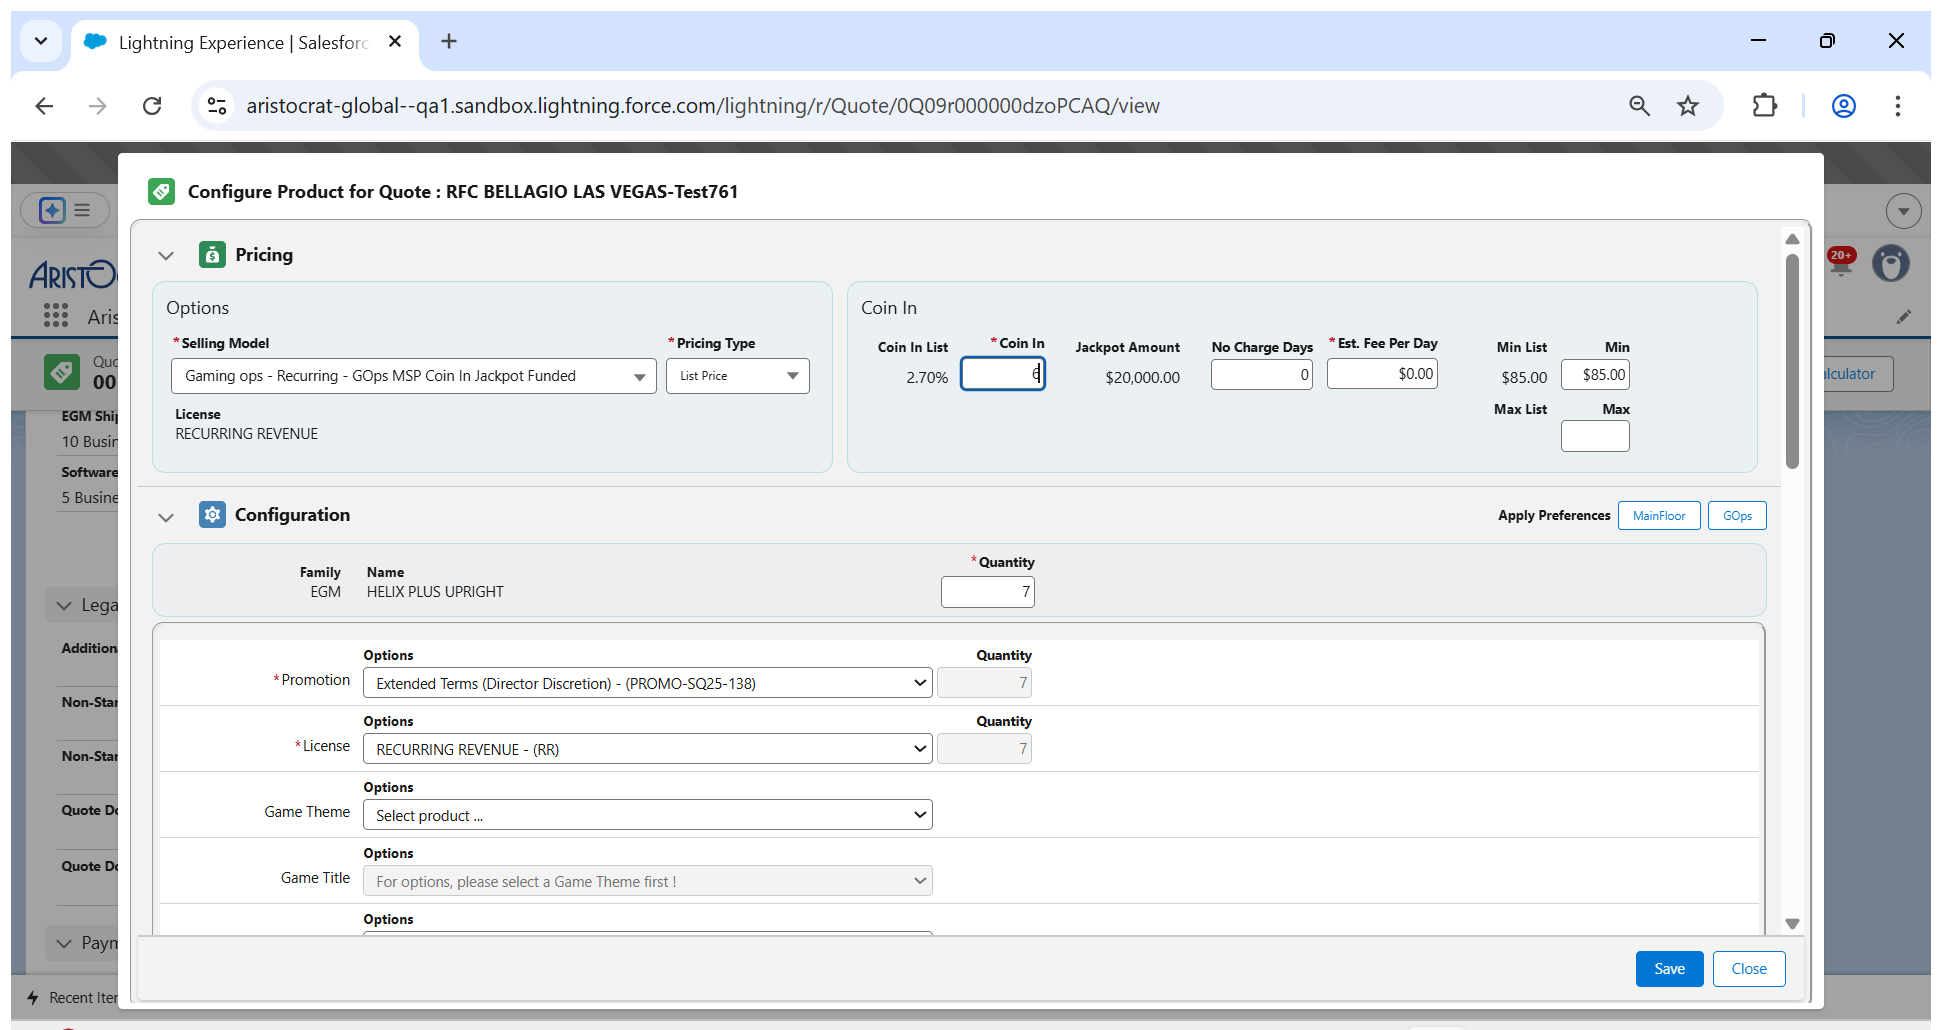 Lightning Experience | Salesforc
aristocrat-global--qa1.sandbox.lightning.force.com/lightning/r/Quote/0Q09r000000dzoPCAQ/view
Configure Product for Quote : RFC BELLAGIO LAS VEGAS-Test761
Pricing
Options
*Selling Model
*Pricing Type
Gaming ops - Recurring - GOps MSP Coin In Jackpot Funded
List Price
License
RECURRING REVENUE
Coin In
Coin In List
*Coin In
Jackpot Amount
No Charge Days
*Est. Fee Per Day
Min List
Min
2.70%
6
$20,000.00
0
$0.00
$85.00
$85.00
Max List
Max
20+
ARISTOC
Aris
Quo
00
alculator
EGM Ship
10 Busin
Software
5 Busine
Configuration
Apply Preferences
MainFloor
GOps
Family
Name
*Quantity
EGM
HELIX PLUS UPRIGHT
7
Lega
Addition
Non-Star
Non-Star
Quote Do
Quote Do
Paym
Options
Quantity
*Promotion
Extended Terms (Director Discretion) - (PROMO-SQ25-138)
7
Options
Quantity
*License
RECURRING REVENUE - (RR)
7
Options
Game Theme
Select product ...
Options
Game Title
For options, please select a Game Theme first !
Options
Save
Close
Recent Iter